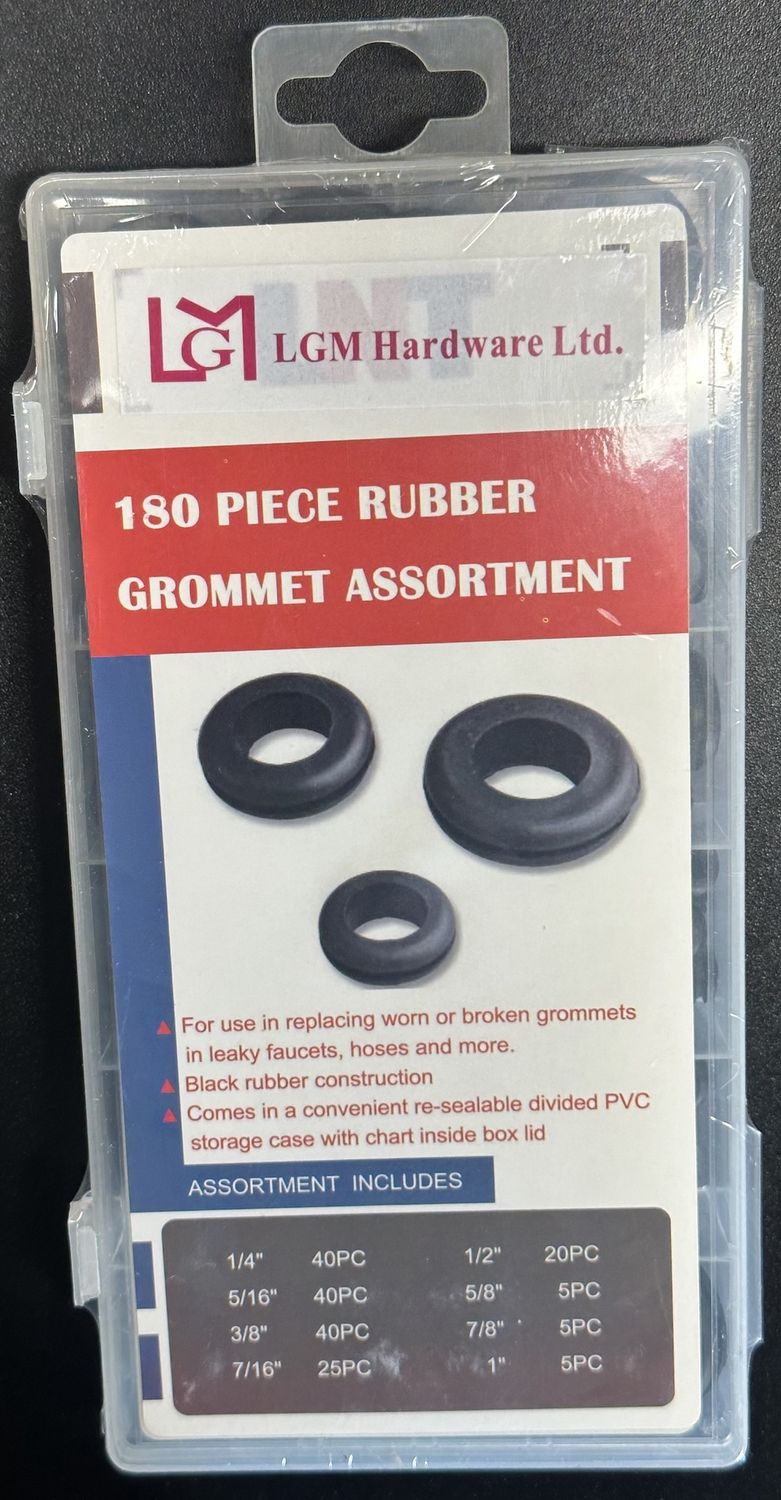 LGM
LGM Hardware Ltd.
180 PIECE RUBBER
GROMMET ASSORTMENT
▲ For use in replacing worn or broken grommets
in leaky faucets, hoses and more.
▲ Black rubber construction
▲ Comes in a convenient re-sealable divided PVC
storage case with chart inside box lid
ASSORTMENT INCLUDES
1/4" 40PC 1/2" 20PC
5/16" 40PC 5/8" 5PC
3/8" 40PC 7/8" 5PC
7/16" 25PC 1" 5PC